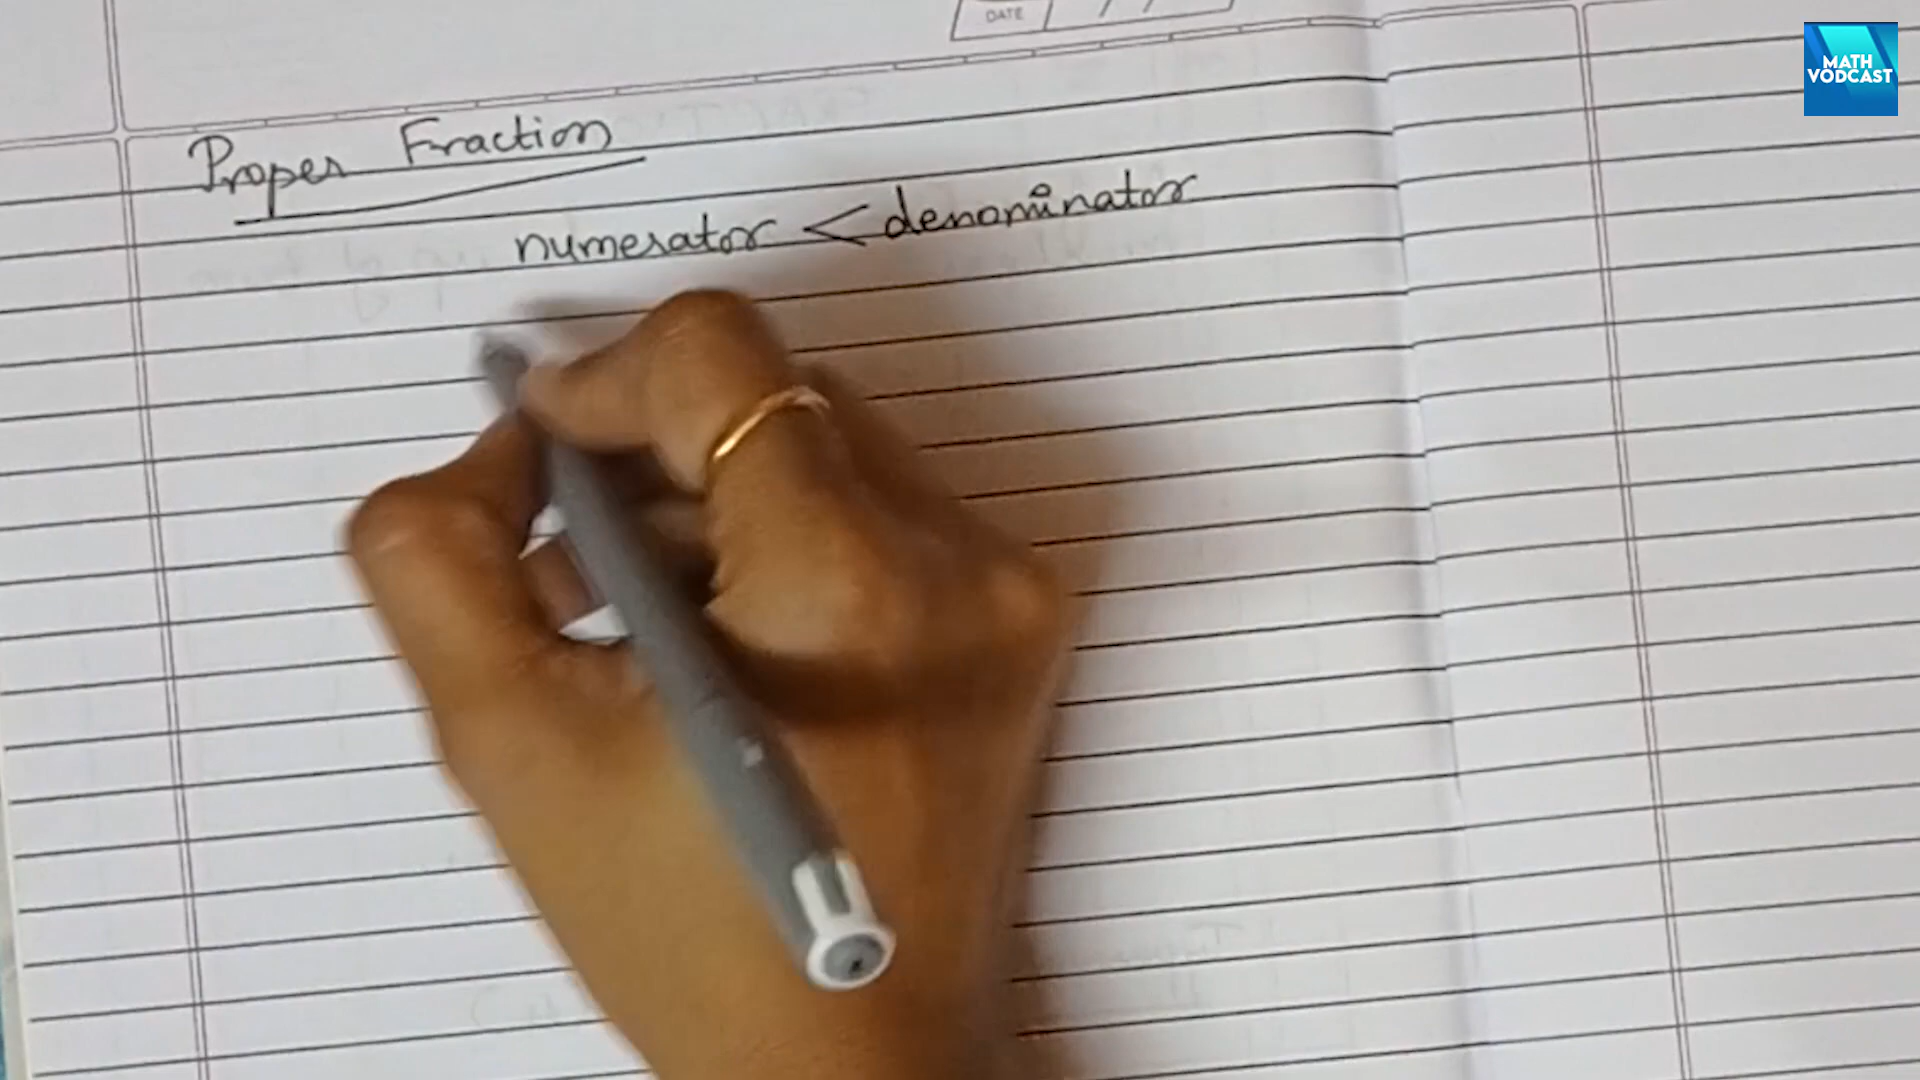 DATE
MATH
VODCAST
Proper Fraction
numerator < denominator